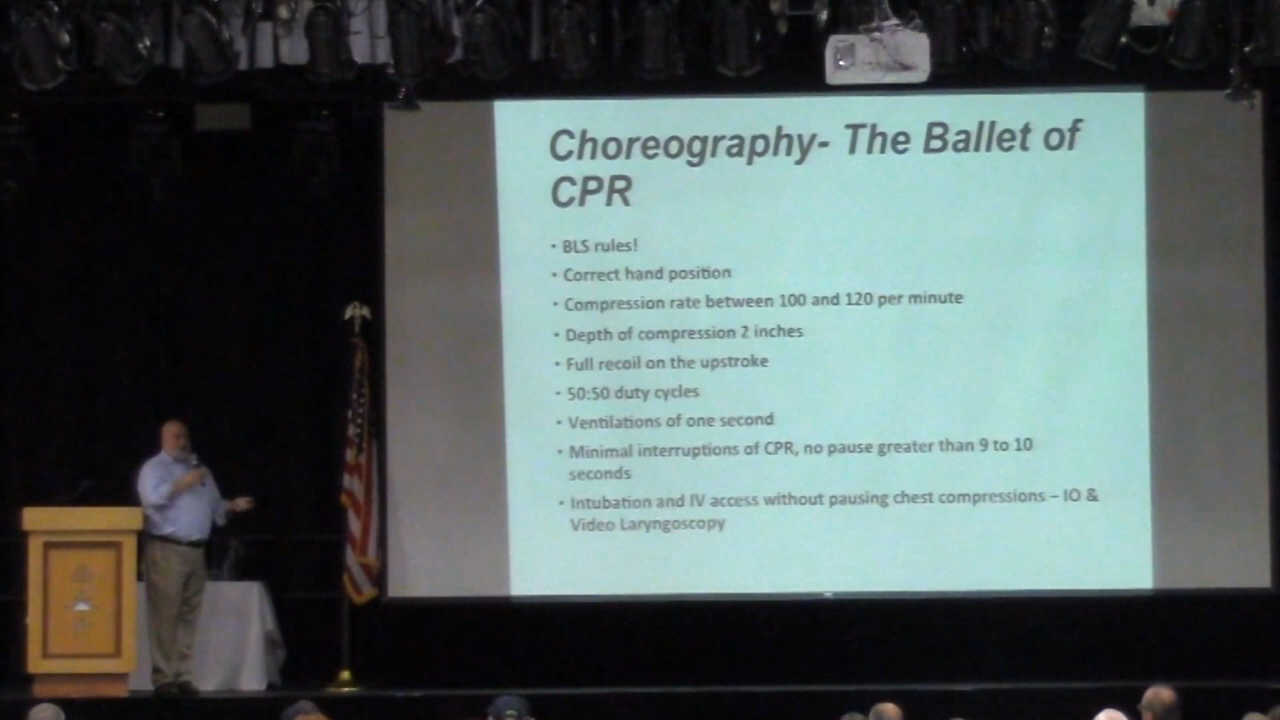 Choreography- The Ballet of
CPR
• BLS rules!
• Correct hand position
• Compression rate between 100 and 120 per minute
• Depth of compression 2 inches
• Full recoil on the upstroke
• 50:50 duty cycles
• Ventilations of one second
• Minimal interruptions of CPR, no pause greater than 9 to 10
seconds
• Intubation and IV access without pausing chest compressions – IO &
Video Laryngoscopy